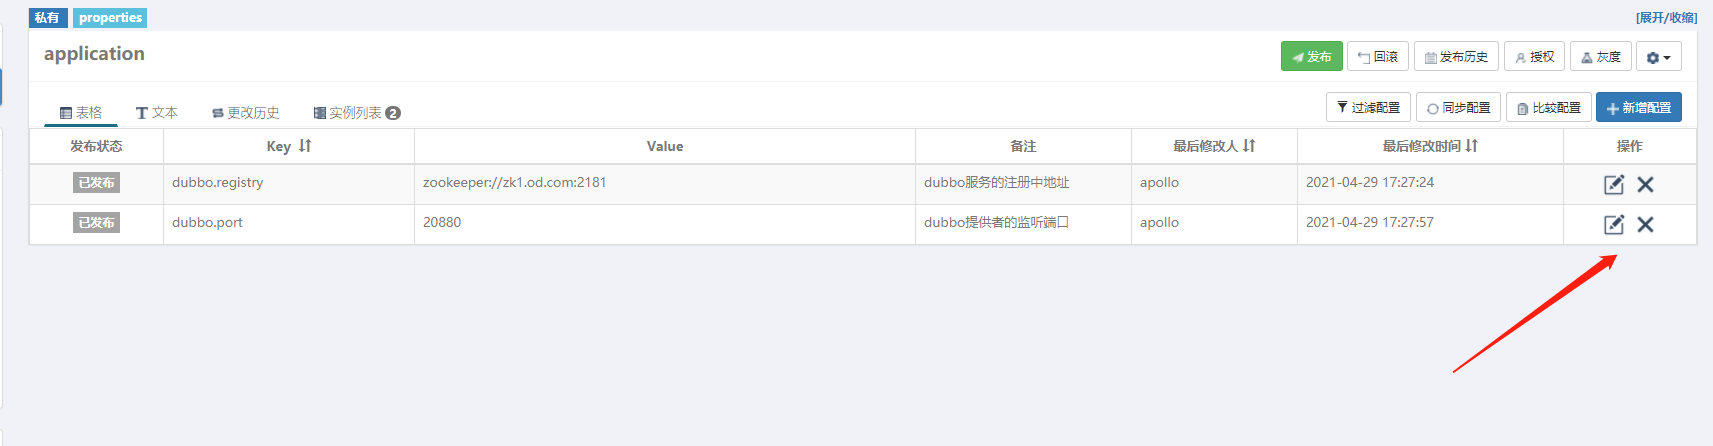 私有 properties [展开/收缩]
application 发布 回滚 发布历史 授权 灰度
表格 文本 更改历史 实例列表 2 过滤配置 同步配置 比较配置 新增配置
发布状态 Key Value 备注 最后修改人 最后修改时间 操作
已发布 dubbo.registry zookeeper://zk1.od.com:2181 dubbo服务的注册中地址 apollo 2021-04-29 17:27:24
已发布 dubbo.port 20880 dubbo提供者的监听端口 apollo 2021-04-29 17:27:57